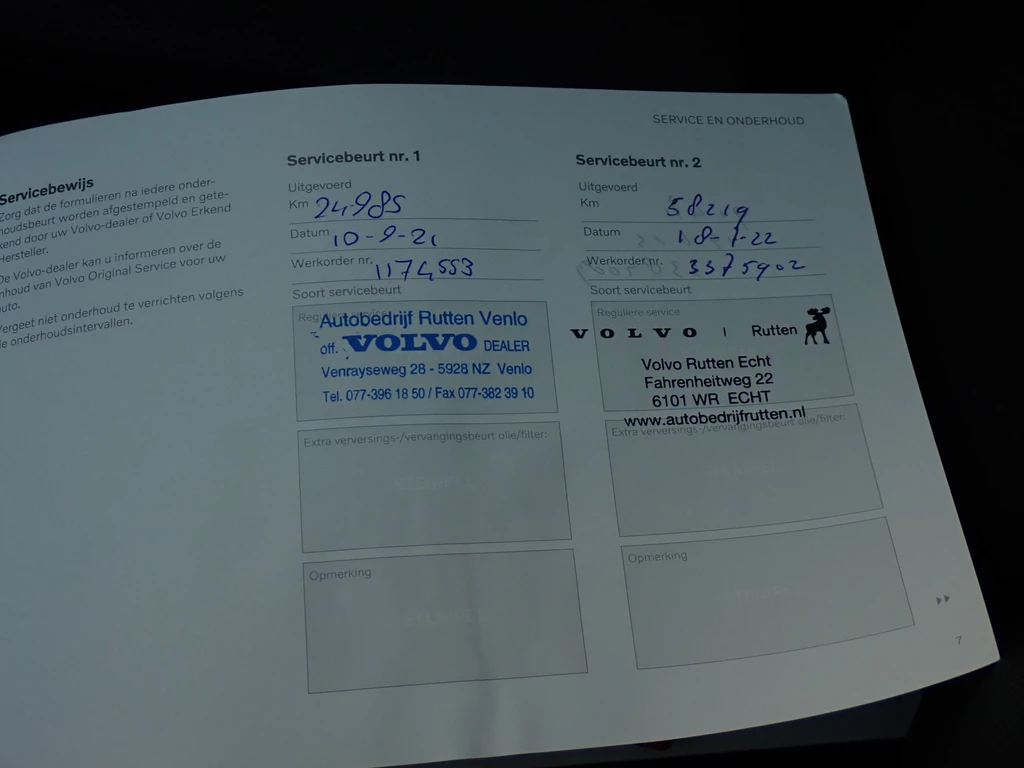 SERVICE EN ONDERHOUD
Servicebewijs
Zorg dat de formulieren na iedere onder-
houdsbeurt worden afgestempeld en gete-
kend door uw Volvo-dealer of Volvo Erkend
Hersteller.
De Volvo-dealer kan u informeren over de
inhoud van Volvo Original Service voor uw
auto.
Vergeet niet onderhoud te verrichten volgens
de onderhoudsintervallen.
Servicebeurt nr. 1
Uitgevoerd
Km 24985
Datum 10-9-21
Werkorder nr. 1174553
Soort servicebeurt
Reguliere service
Autobedrijf Rutten Venlo
off. VOLVO DEALER
Venrayseweg 28 - 5928 NZ Venlo
Tel. 077-396 18 50 / Fax 077-382 39 10
Extra verversings-/vervangingsbeurt olie/filter:
Opmerking
Servicebeurt nr. 2
Uitgevoerd
Km 58219
Datum 18-7-22
Werkorder nr. 3375902
Soort servicebeurt
Reguliere service
VOLVO | Rutten
Volvo Rutten Echt
Fahrenheitweg 22
6101 WR ECHT
www.autobedrijfrutten.nl
Extra verversings-/vervangingsbeurt olie/filter:
Opmerking
7